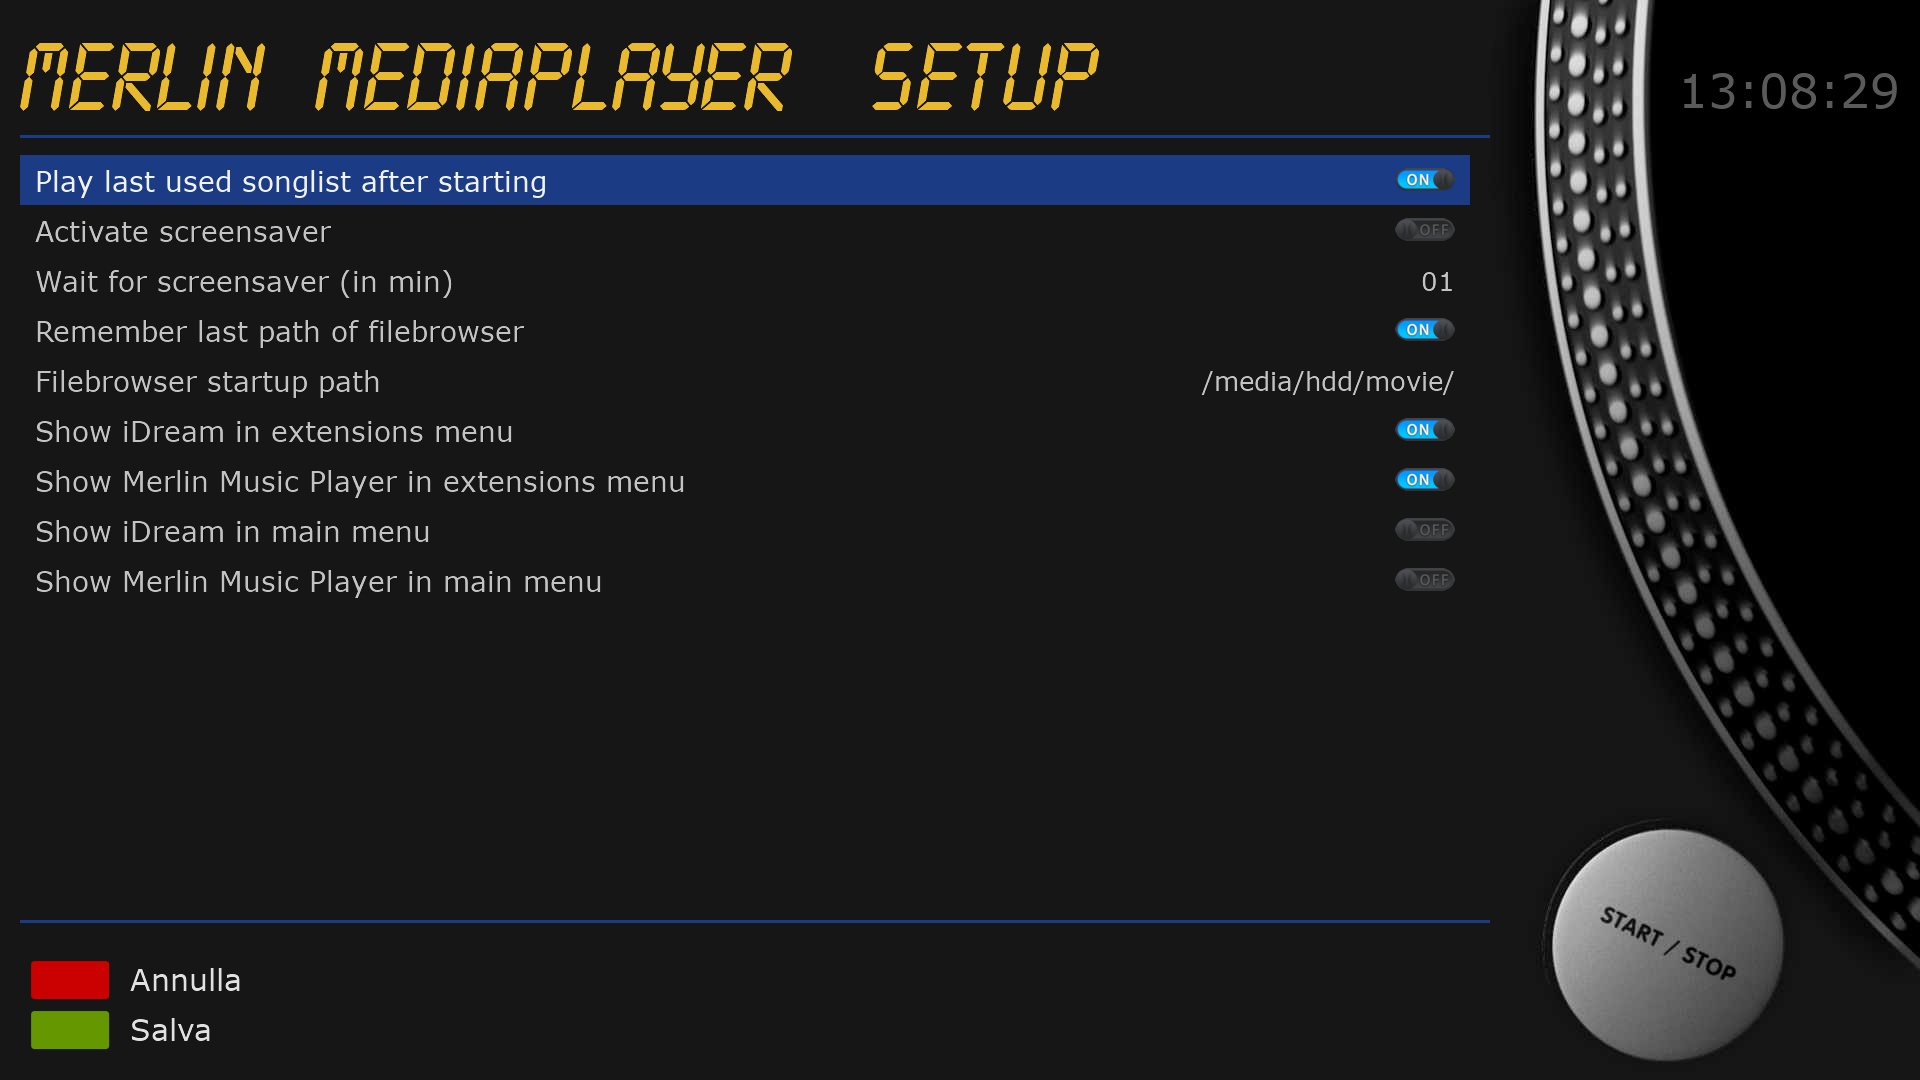 MERLIN MEDIAPLAYER SETUP
13:08:29
Play last used songlist after starting ON
Activate screensaver OFF
Wait for screensaver (in min) 01
Remember last path of filebrowser ON
Filebrowser startup path /media/hdd/movie/
Show iDream in extensions menu ON
Show Merlin Music Player in extensions menu ON
Show iDream in main menu OFF
Show Merlin Music Player in main menu OFF
START / STOP
Annulla
Salva